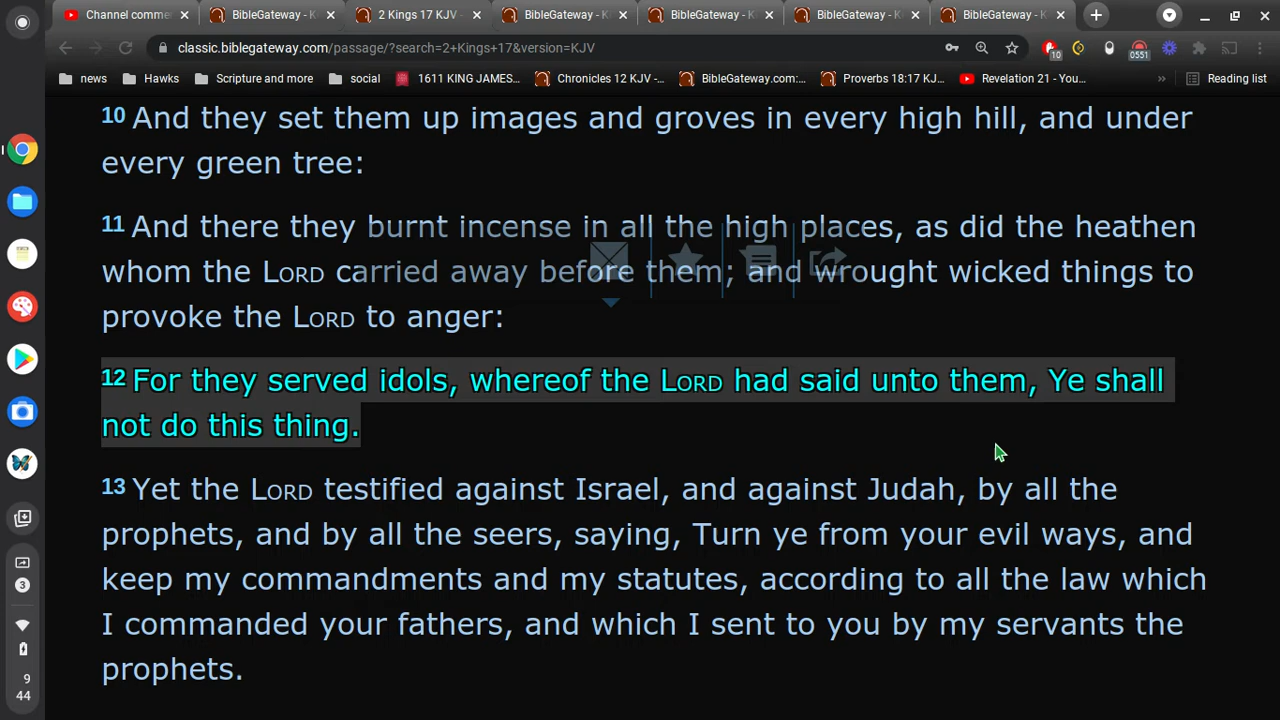 Channel comme
BibleGateway - K
2 Kings 17 KJV -
BibleGateway - K
BibleGateway - K
BibleGateway - K
BibleGateway - K
classic.biblegateway.com/passage/?search=2+Kings+17&version=KJV
10
0551
news
Hawks
Scripture and more
social
1611 KING JAMES...
Chronicles 12 KJV -...
BibleGateway.com:...
Proverbs 18:17 KJ...
Revelation 21 - You...
»
Reading list
10 And they set them up images and groves in every high hill, and under
every green tree:
11 And there they burnt incense in all the high places, as did the heathen
whom the LORD carried away before them; and wrought wicked things to
provoke the LORD to anger:
12 For they served idols, whereof the LORD had said unto them, Ye shall
not do this thing.
13 Yet the LORD testified against Israel, and against Judah, by all the
prophets, and by all the seers, saying, Turn ye from your evil ways, and
keep my commandments and my statutes, according to all the law which
I commanded your fathers, and which I sent to you by my servants the
prophets.
3
9
44